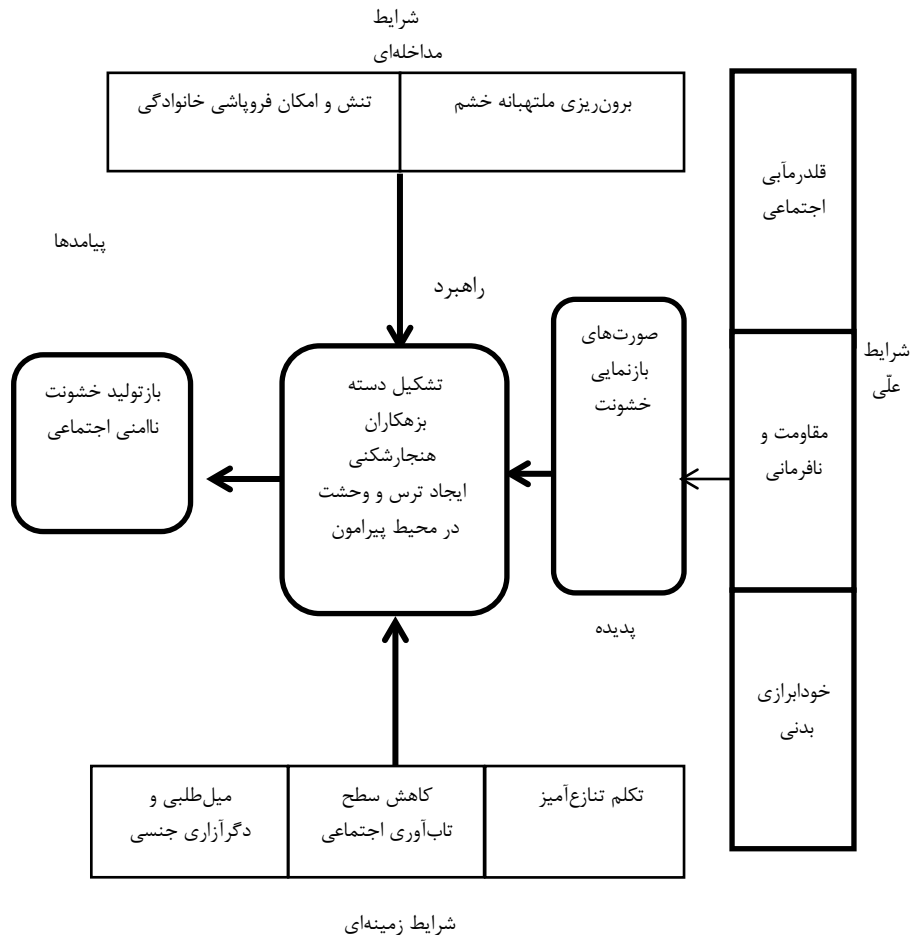 شرایط
مداخله‌ای
برون‌ریزی ملتهبانه خشم
تنش و امکان فروپاشی خانوادگی
قلدرمآبی
اجتماعی
مقاومت و
نافرمانی
خودابرازی
بدنی
شرایط
علّی
صورت‌های
بازنمایی
خشونت
پدیده
راهبرد
تشکیل دسته
بزهکاران
هنجارشکنی
ایجاد ترس و وحشت
در محیط پیرامون
پیامدها
بازتولید خشونت
ناامنی اجتماعی
تکلم تنازع‌آمیز
کاهش سطح
تاب‌آوری اجتماعی
میل‌طلبی و
دگرآزاری جنسی
شرایط زمینه‌ای